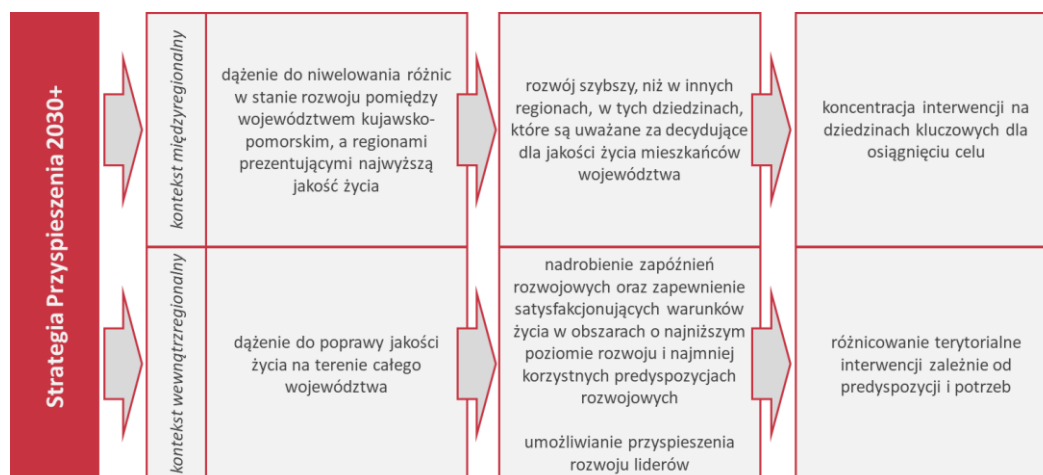 Strategia Przyspieszenia 2030+
kontekst międzyregionalny
dążenie do niwelowania różnic
w stanie rozwoju pomiędzy
województwem kujawsko-
pomorskim, a regionami
prezentującymi najwyższą
jakość życia
rozwój szybszy, niż w innych
regionach, w tych dziedzinach,
które są uważane za decydujące
dla jakości życia mieszkańców
województwa
koncentracja interwencji na
dziedzinach kluczowych dla
osiągnięciu celu
kontekst wewnątrzregionalny
dążenie do poprawy jakości
życia na terenie całego
województwa
nadrobienie zapóźnień
rozwojowych oraz zapewnienie
satysfakcjonujących warunków
życia w obszarach o najniższym
poziomie rozwoju i najmniej
korzystnych predyspozycjach
rozwojowych
umożliwianie przyspieszenia
rozwoju liderów
różnicowanie terytorialne
interwencji zależnie od
predyspozycji i potrzeb